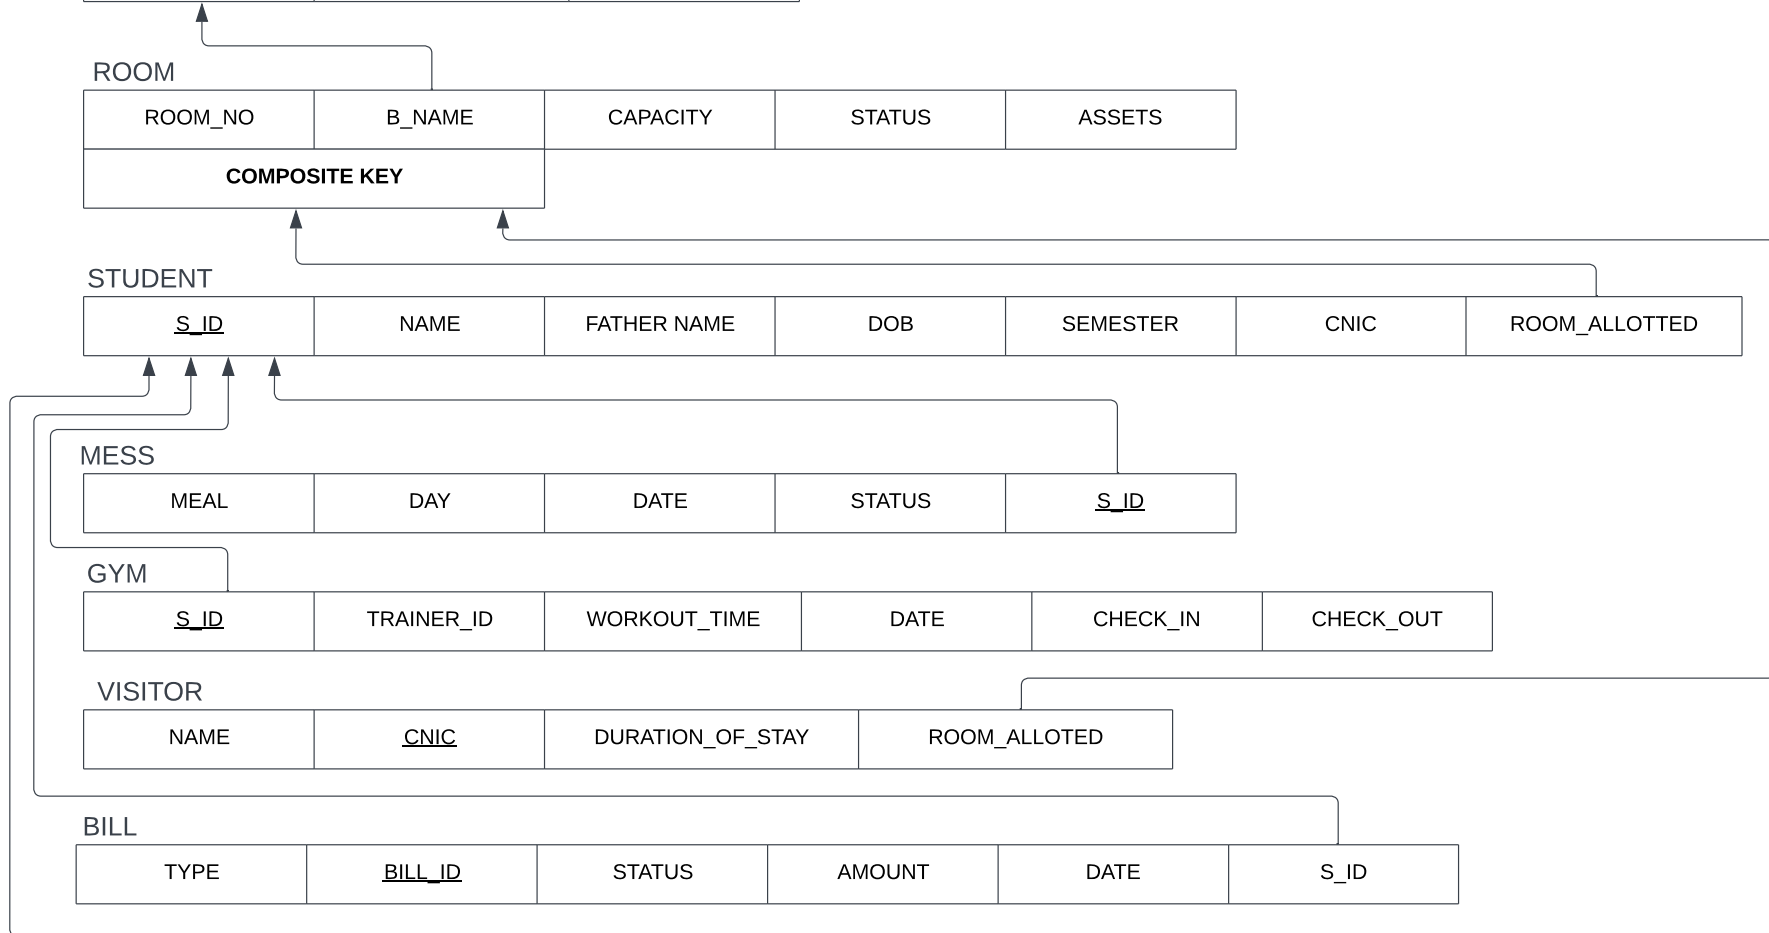 ROOM
ROOM_NO B_NAME CAPACITY STATUS ASSETS
COMPOSITE KEY
STUDENT
S_ID NAME FATHER NAME DOB SEMESTER CNIC ROOM_ALLOTTED
MESS
MEAL DAY DATE STATUS S_ID
GYM
S_ID TRAINER_ID WORKOUT_TIME DATE CHECK_IN CHECK_OUT
VISITOR
NAME CNIC DURATION_OF_STAY ROOM_ALLOTED
BILL
TYPE BILL_ID STATUS AMOUNT DATE S_ID